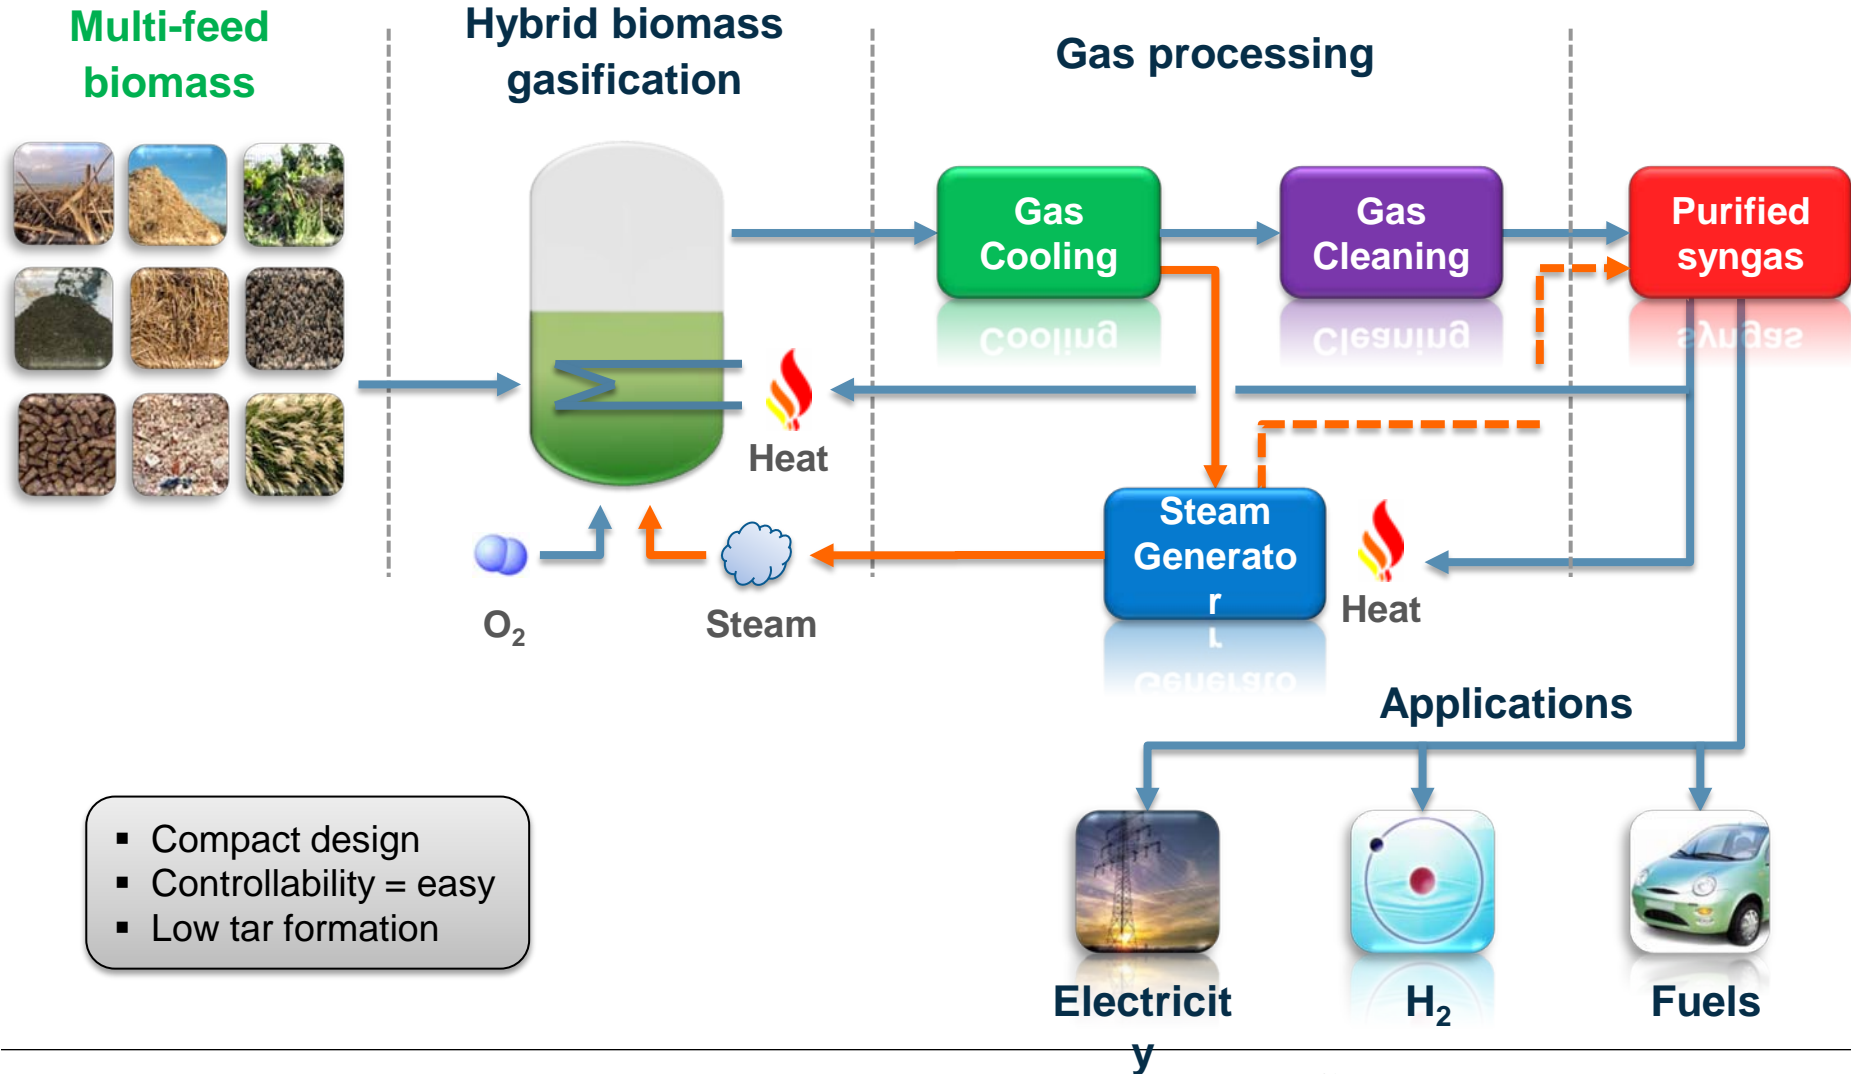 Multi-feed
biomass
Hybrid biomass
gasification
Gas processing
Gas
Cooling
Gas
Cleaning
Purified
syngas
Heat
Steam
Generato
r
Heat
O₂
Steam
Applications
▪ Compact design
▪ Controllability = easy
▪ Low tar formation
Electricit
y
H₂
Fuels